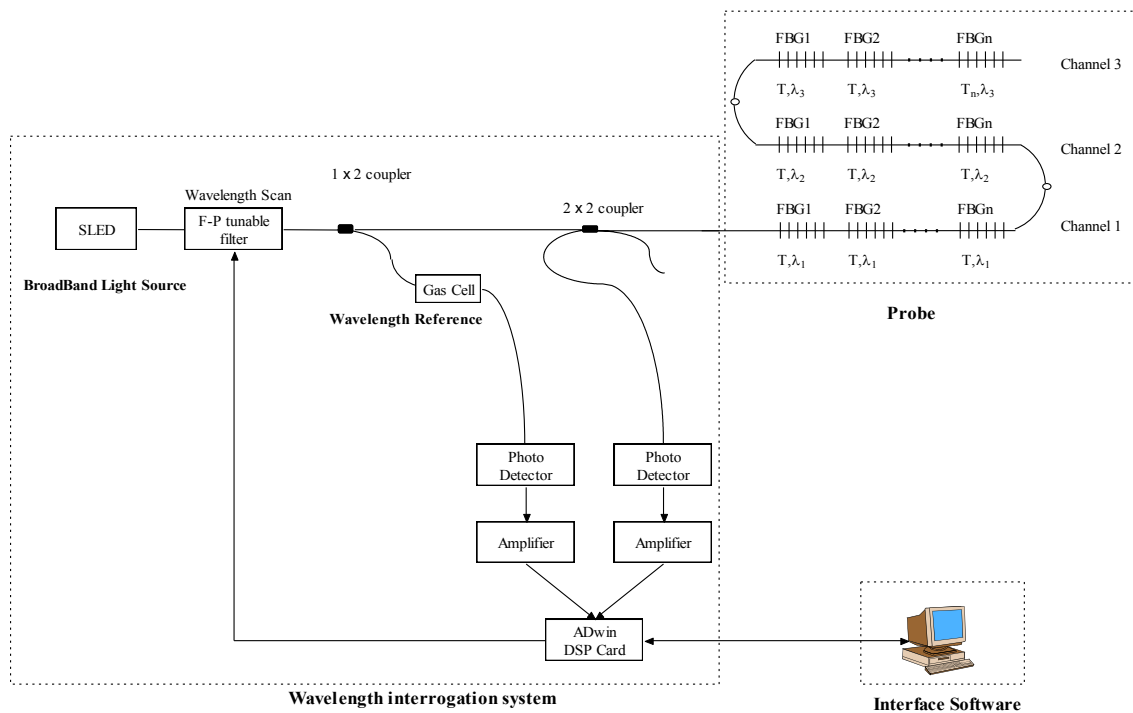 FBG1 FBG2 FBGn
Channel 3
T,λ₃ T,λ₃ Tₙ,λ₃
FBG1 FBG2 FBGn
Channel 2
T,λ₂ T,λ₂ T,λ₂
FBG1 FBG2 FBGn
Channel 1
T,λ₁ T,λ₁ T,λ₁
Probe
1 x 2 coupler
Wavelength Scan
2 x 2 coupler
SLED
F-P tunable
filter
BroadBand Light Source
Gas Cell
Wavelength Reference
Photo
Detector
Photo
Detector
Amplifier
Amplifier
ADwin
DSP Card
Wavelength interrogation system
Interface Software